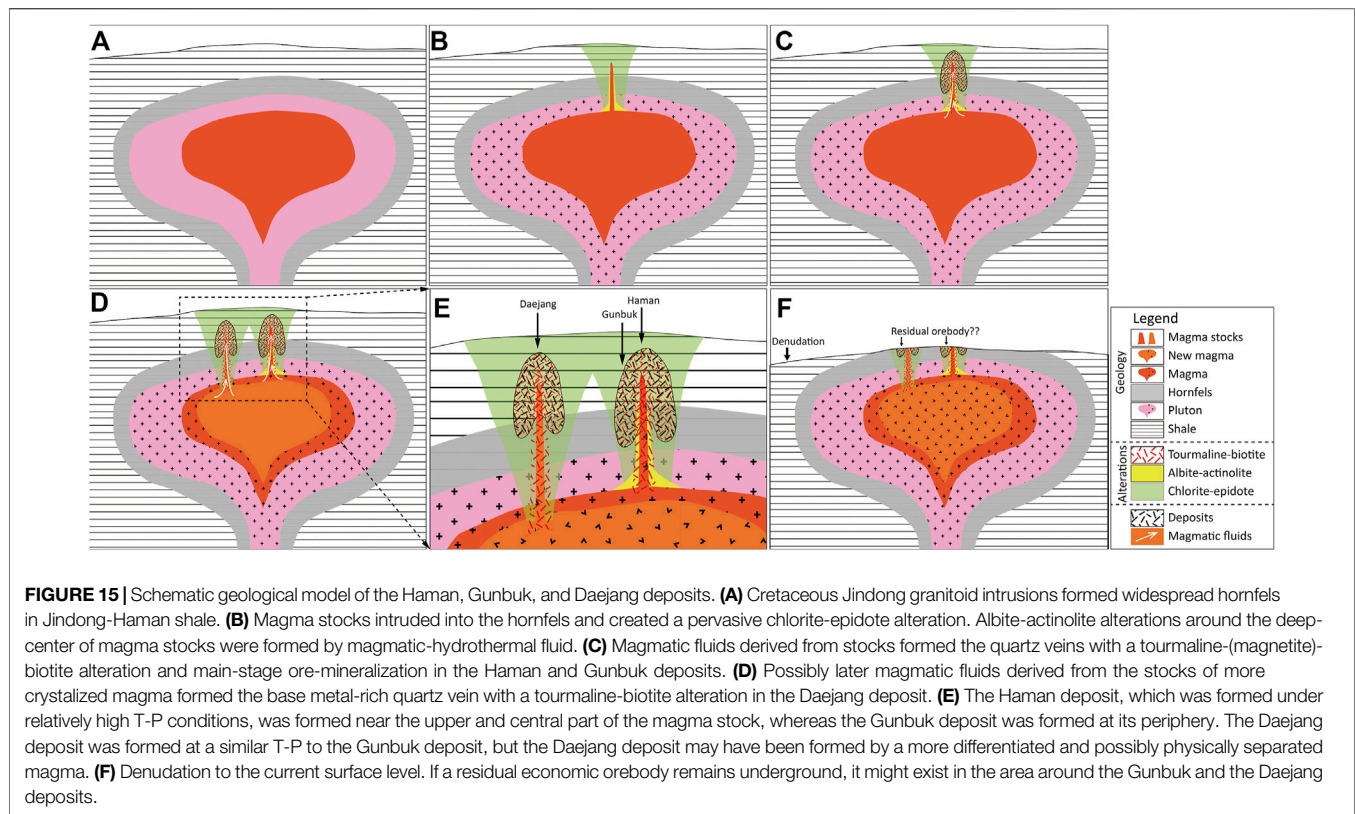 A
B
C
D
E
Daejang
Gunbuk
Haman
F
Denudation
Residual orebody??
Legend
Geology
Magma stocks
New magma
Magma
Hornfels
Pluton
Shale
Alterations
Tourmaline-biotite
Albite-actinolite
Chlorite-epidote
Deposits
Magmatic fluids
FIGURE 15 | Schematic geological model of the Haman, Gunbuk, and Daejang deposits. (A) Cretaceous Jindong granitoid intrusions formed widespread hornfels
in Jindong-Haman shale. (B) Magma stocks intruded into the hornfels and created a pervasive chlorite-epidote alteration. Albite-actinolite alterations around the deep-
center of magma stocks were formed by magmatic-hydrothermal fluid. (C) Magmatic fluids derived from stocks formed the quartz veins with a tourmaline-(magnetite)-
biotite alteration and main-stage ore-mineralization in the Haman and Gunbuk deposits. (D) Possibly later magmatic fluids derived from the stocks of more
crystalized magma formed the base metal-rich quartz vein with a tourmaline-biotite alteration in the Daejang deposit. (E) The Haman deposit, which was formed under
relatively high T-P conditions, was formed near the upper and central part of the magma stock, whereas the Gunbuk deposit was formed at its periphery. The Daejang
deposit was formed at a similar T-P to the Gunbuk deposit, but the Daejang deposit may have been formed by a more differentiated and possibly physically separated
magma. (F) Denudation to the current surface level. If a residual economic orebody remains underground, it might exist in the area around the Gunbuk and the Daejang
deposits.